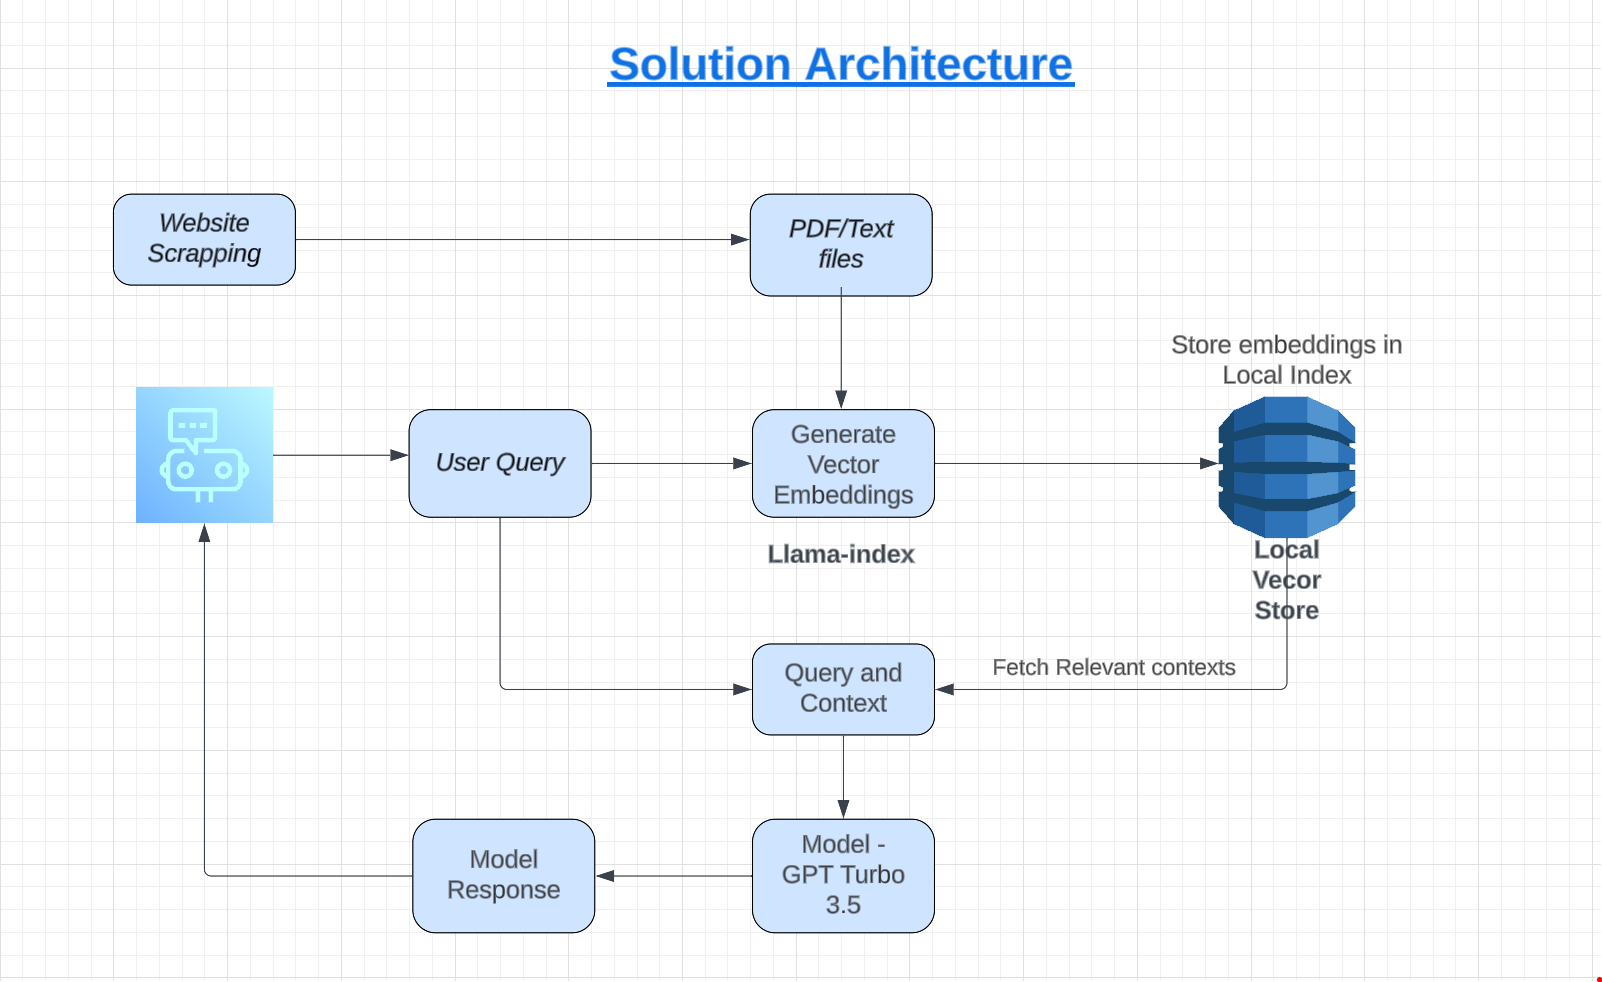 Solution Architecture
Website
Scrapping
PDF/Text
files
Store embeddings in
Local Index
User Query
Generate
Vector
Embeddings
Llama-index
Local
Vecor
Store
Query and
Context
Fetch Relevant contexts
Model
Response
Model -
GPT Turbo
3.5